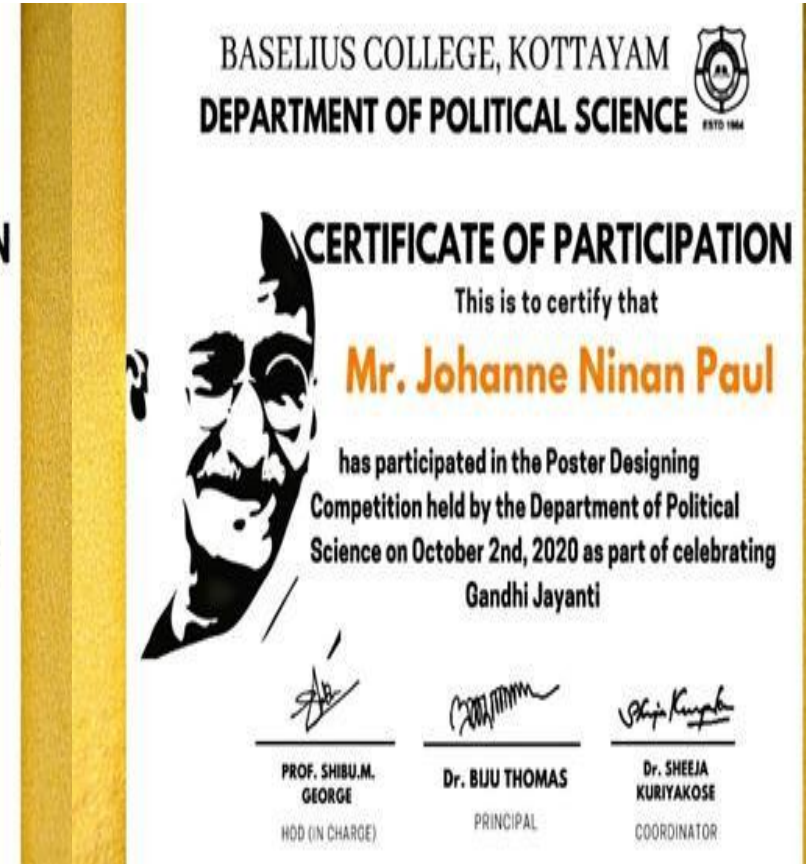 BASELIUS COLLEGE, KOTTAYAM
DEPARTMENT OF POLITICAL SCIENCE
ESTD 1964
N
CERTIFICATE OF PARTICIPATION
This is to certify that
Mr. Johanne Ninan Paul
has participated in the Poster Designing
Competition held by the Department of Political
Science on October 2nd, 2020 as part of celebrating
Gandhi Jayanti
PROF. SHIBU.M.
GEORGE
HOD (IN CHARGE)
Dr. BIJU THOMAS
PRINCIPAL
Dr. SHEEJA
KURIYAKOSE
COORDINATOR